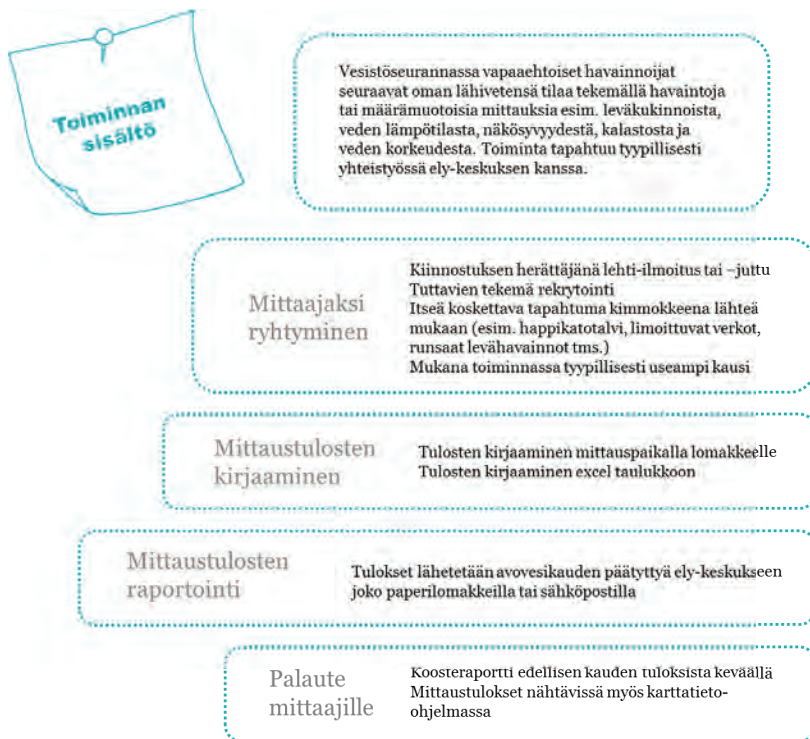 Toiminnan
sisältö
Vesistöseurannassa vapaaehtoiset havainnoijat
seuraavat oman lähivetensä tilaa tekemällä havaintoja
tai määrämuotoisia mittauksia esim. leväkukinnoista,
veden lämpötilasta, näkösyvyydestä, kalastosta ja
veden korkeudesta. Toiminta tapahtuu tyypillisesti
yhteistyössä ely-keskuksen kanssa.
Mittaajaksi
ryhtyminen
Kiinnostuksen herättäjänä lehti-ilmoitus tai –juttu
Tuttavien tekemä rekrytointi
Itseä koskettava tapahtuma kimmokkeena lähteä
mukaan (esim. happikatotalvi, limoittuvat verkot,
runsaat levähavainnot tms.)
Mukana toiminnassa tyypillisesti useampi kausi
Mittaustulosten
kirjaaminen
Tulosten kirjaaminen mittauspaikalla lomakkeelle
Tulosten kirjaaminen excel taulukkoon
Mittaustulosten
raportointi
Tulokset lähetetään avovesikauden päätyttyä ely-keskukseen
joko paperilomakkeilla tai sähköpostilla
Palaute
mittaajille
Koosteraportti edellisen kauden tuloksista keväällä
Mittaustulokset nähtävissä myös karttatieto-
ohjelmassa